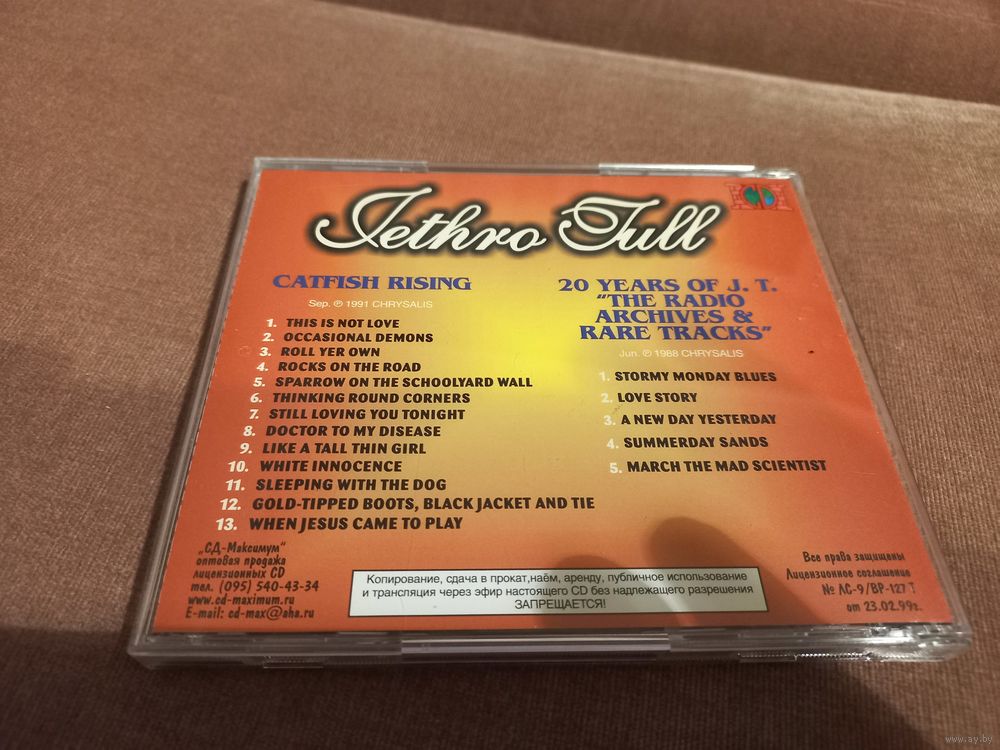 Jethro Tull
CATFISH RISING
Sep. ℗ 1991 CHRYSALIS
1. THIS IS NOT LOVE
2. OCCASIONAL DEMONS
3. ROLL YER OWN
4. ROCKS ON THE ROAD
5. SPARROW ON THE SCHOOLYARD WALL
6. THINKING ROUND CORNERS
7. STILL LOVING YOU TONIGHT
8. DOCTOR TO MY DISEASE
9. LIKE A TALL THIN GIRL
10. WHITE INNOCENCE
11. SLEEPING WITH THE DOG
12. GOLD-TIPPED BOOTS, BLACK JACKET AND TIE
13. WHEN JESUS CAME TO PLAY
20 YEARS OF J. T.
"THE RADIO
ARCHIVES &
RARE TRACKS"
Jun. ℗ 1988 CHRYSALIS
1. STORMY MONDAY BLUES
2. LOVE STORY
3. A NEW DAY YESTERDAY
4. SUMMERDAY SANDS
5. MARCH THE MAD SCIENTIST
„СД-Максимум"
оптовая продажа
лицензионных CD
тел. (095) 540-43-34
www.cd-maximum.ru
E-mail: cd-max@aha.ru
Копирование, сдача в прокат,наём, аренду, публичное использование
и трансляция через эфир настоящего CD без надлежащего разрешения
ЗАПРЕЩАЕТСЯ!
Все права защищены
Лицензионное соглашение
№ ЛС-9/ВР-127 Т
от 23.02.99г.
www.ay.by